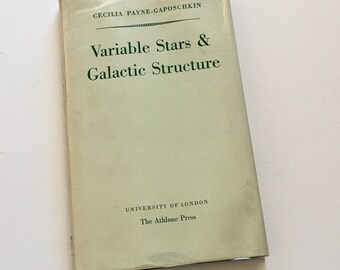 CECILIA PAYNE-GAPOSCHKIN
Variable Stars &
Galactic Structure
UNIVERSITY OF LONDON
The Athlone Press